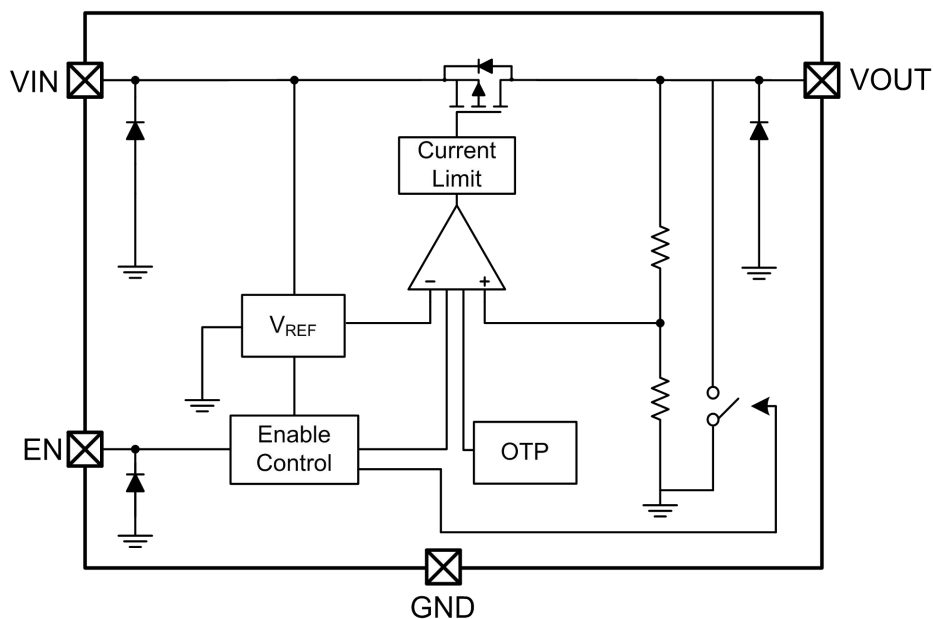 VIN
VOUT
Current
Limit
- +
VREF
EN
Enable
Control
OTP
GND